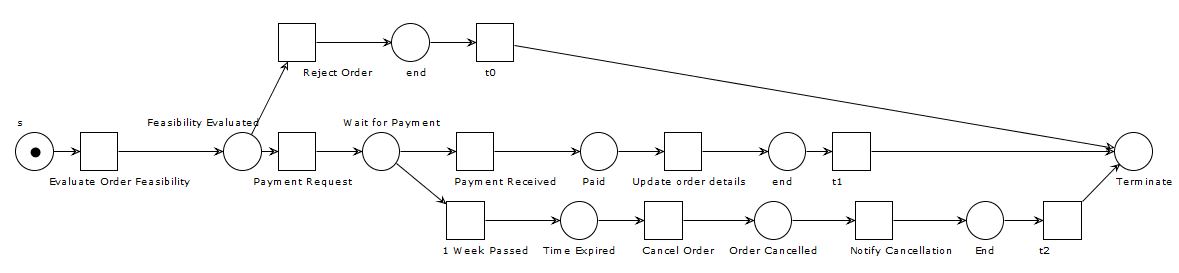 Reject Order
end
t0
s
Feasibility Evaluated
Wait for Payment
Evaluate Order Feasibility
Payment Request
Payment Received
Paid
Update order details
end
t1
Terminate
1 Week Passed
Time Expired
Cancel Order
Order Cancelled
Notify Cancellation
End
t2